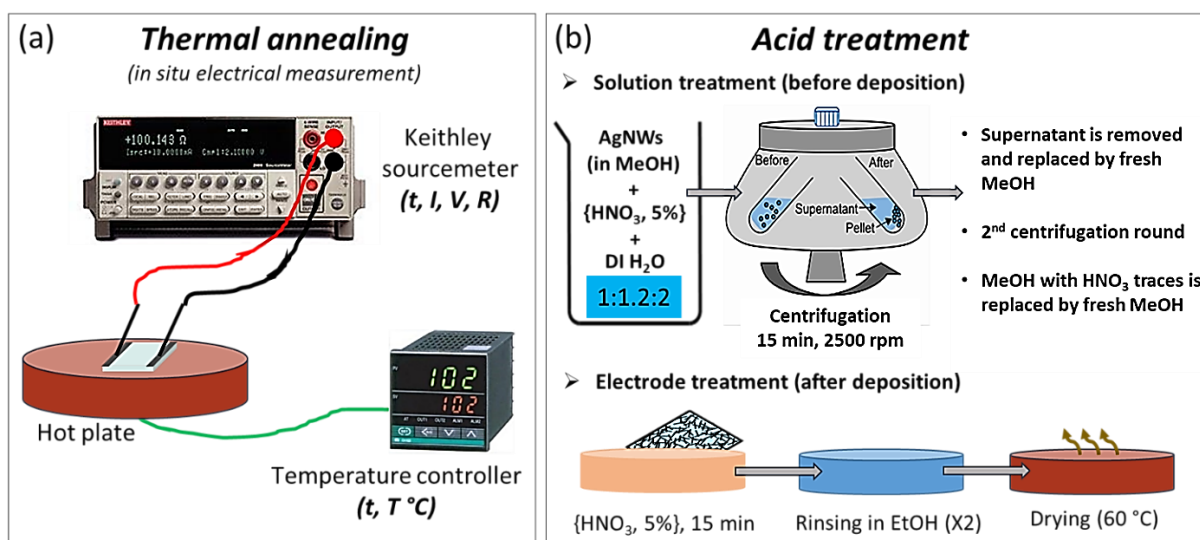 (a)
Thermal annealing
(in situ electrical measurement)
KEITHLEY
+100.143 Ω
Keithley
sourcemeter
(t, I, V, R)
102
102
Hot plate
Temperature controller
(t, T °C)
(b)
Acid treatment
➢ Solution treatment (before deposition)
AgNWs
(in MeOH)
+
{HNO₃, 5%}
+
DI H₂O
1:1.2:2
Before
After
Supernatant
Pellet
Centrifugation
15 min, 2500 rpm
• Supernatant is removed
and replaced by fresh
MeOH
• 2nd centrifugation round
• MeOH with HNO₃ traces is
replaced by fresh MeOH
➢ Electrode treatment (after deposition)
{HNO₃, 5%}, 15 min
Rinsing in EtOH (X2)
Drying (60 °C)